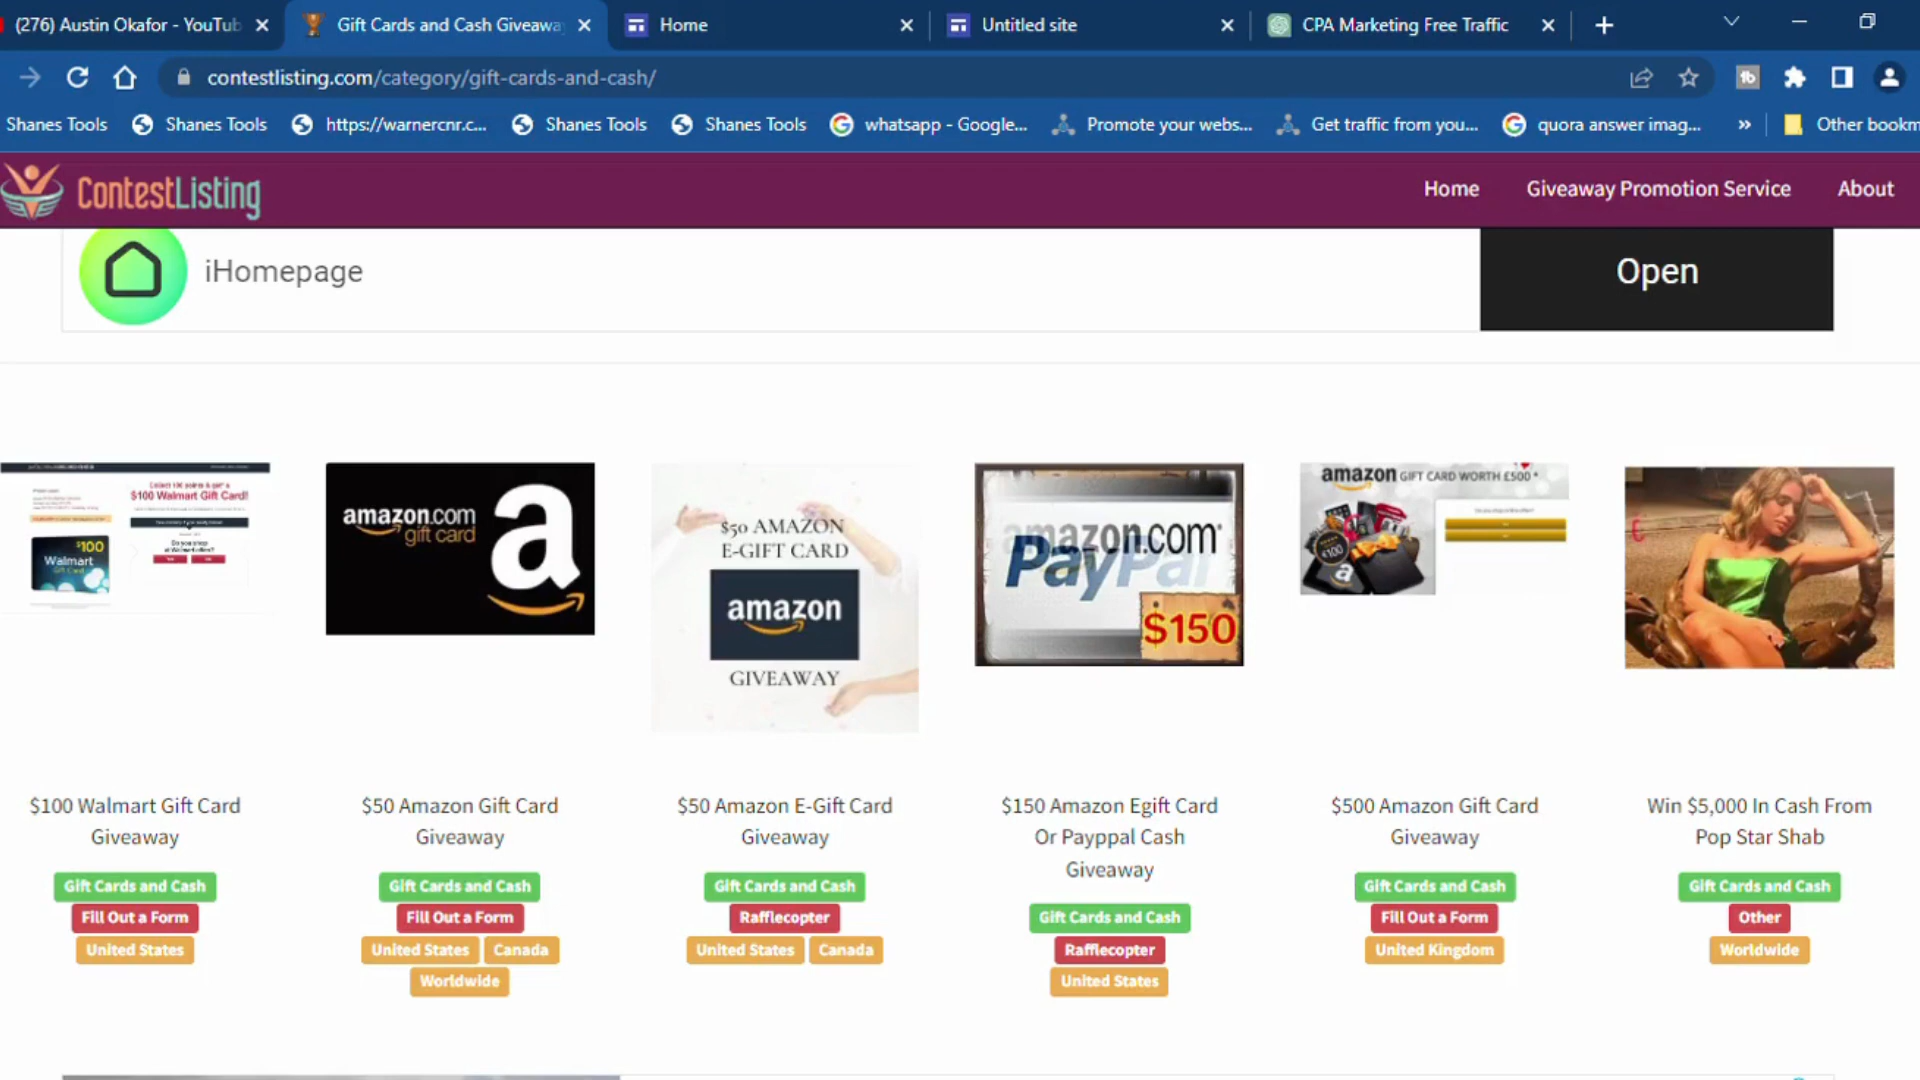 (276) Austin Okafor - YouTub
Gift Cards and Cash Giveawa
Home
Untitled site
CPA Marketing Free Traffic
contestlisting.com/category/gift-cards-and-cash/
Shanes Tools
Shanes Tools
https://warnercnr.c...
Shanes Tools
Shanes Tools
whatsapp - Google...
Promote your webs...
Get traffic from you...
quora answer imag...
»
Other bookm
ContestListing
Home
Giveaway Promotion Service
About
iHomepage
Open
$100 Walmart Gift Card!
$100
Walmart
amazon.com
gift card
a
$50 AMAZON
E-GIFT CARD
amazon
GIVEAWAY
amazon.com
PayPal
$150
amazon GIFT CARD WORTH £500 *
$100 Walmart Gift Card
Giveaway
Gift Cards and Cash
Fill Out a Form
United States
$50 Amazon Gift Card
Giveaway
Gift Cards and Cash
Fill Out a Form
United States Canada
Worldwide
$50 Amazon E-Gift Card
Giveaway
Gift Cards and Cash
Rafflecopter
United States Canada
$150 Amazon Egift Card
Or Payppal Cash
Giveaway
Gift Cards and Cash
Rafflecopter
United States
$500 Amazon Gift Card
Giveaway
Gift Cards and Cash
Fill Out a Form
United Kingdom
Win $5,000 In Cash From
Pop Star Shab
Gift Cards and Cash
Other
Worldwide